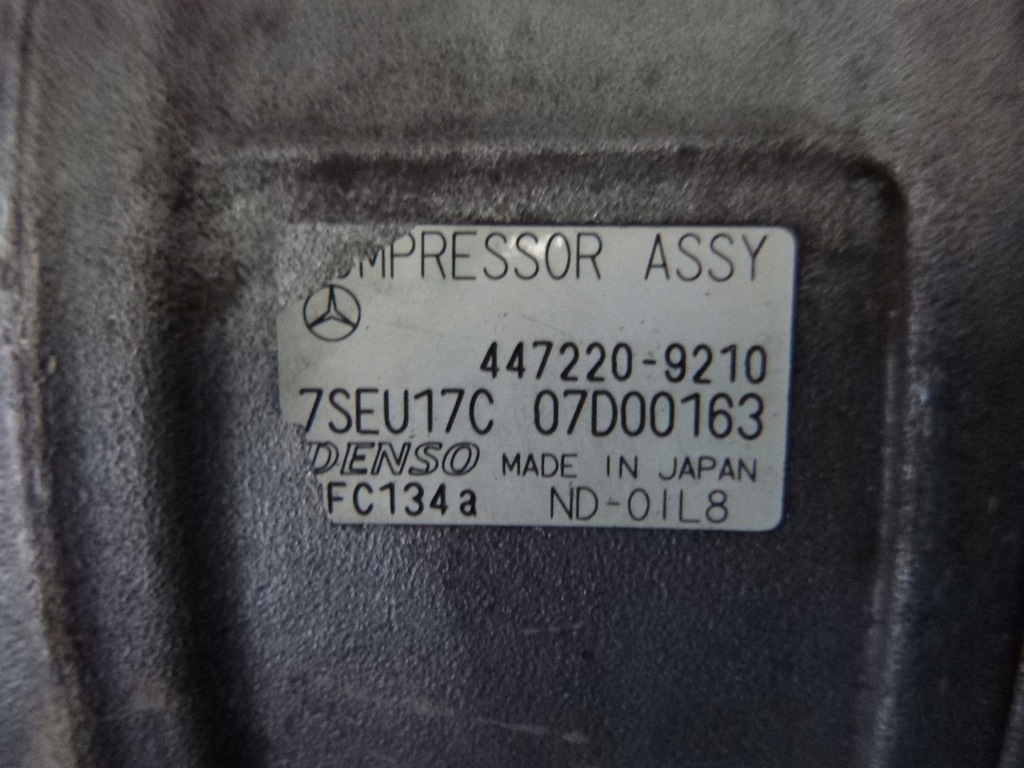 OMPRESSOR ASSY
447220-9210
7SEU17C 07D00163
DENSO MADE IN JAPAN
FC134a ND-OIL8